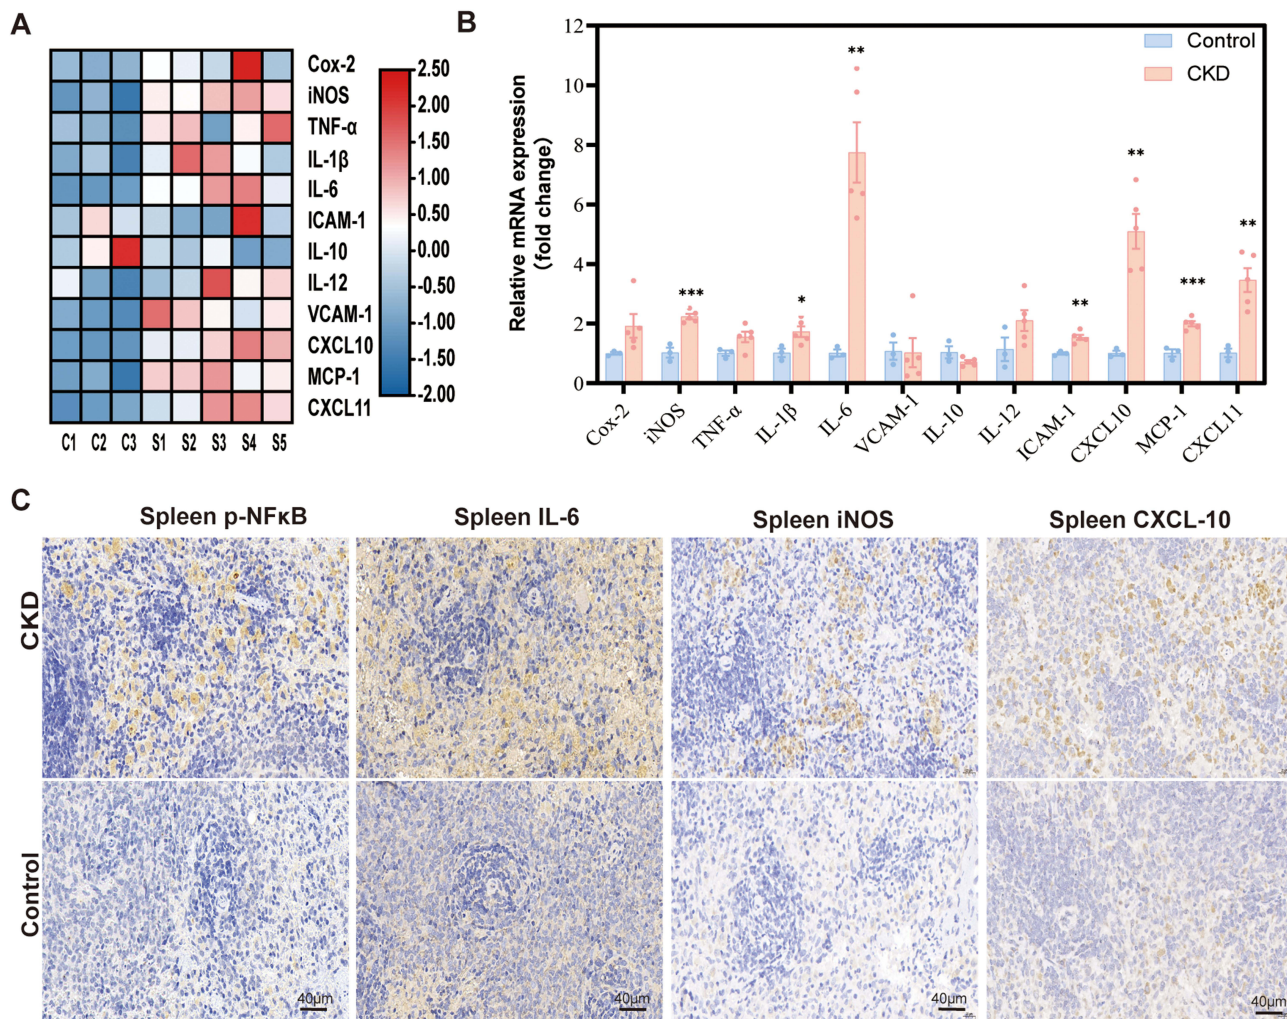 A
Cox-2
iNOS
TNF-α
IL-1β
IL-6
ICAM-1
IL-10
IL-12
VCAM-1
CXCL10
MCP-1
CXCL11
C1 C2 C3 S1 S2 S3 S4 S5
2.50
2.00
1.50
1.00
0.50
0.00
-0.50
-1.00
-1.50
-2.00
B
Relative mRNA expression
(fold change)
12
10
8
6
4
2
0
Control
CKD
***
*
**
**
**
***
**
Cox-2 iNOS TNF-α IL-1β IL-6 VCAM-1 IL-10 IL-12 ICAM-1 CXCL10 MCP-1 CXCL11
C
Spleen p-NFκB Spleen IL-6 Spleen iNOS Spleen CXCL-10
CKD
Control
40μm 40μm 40μm 40μm